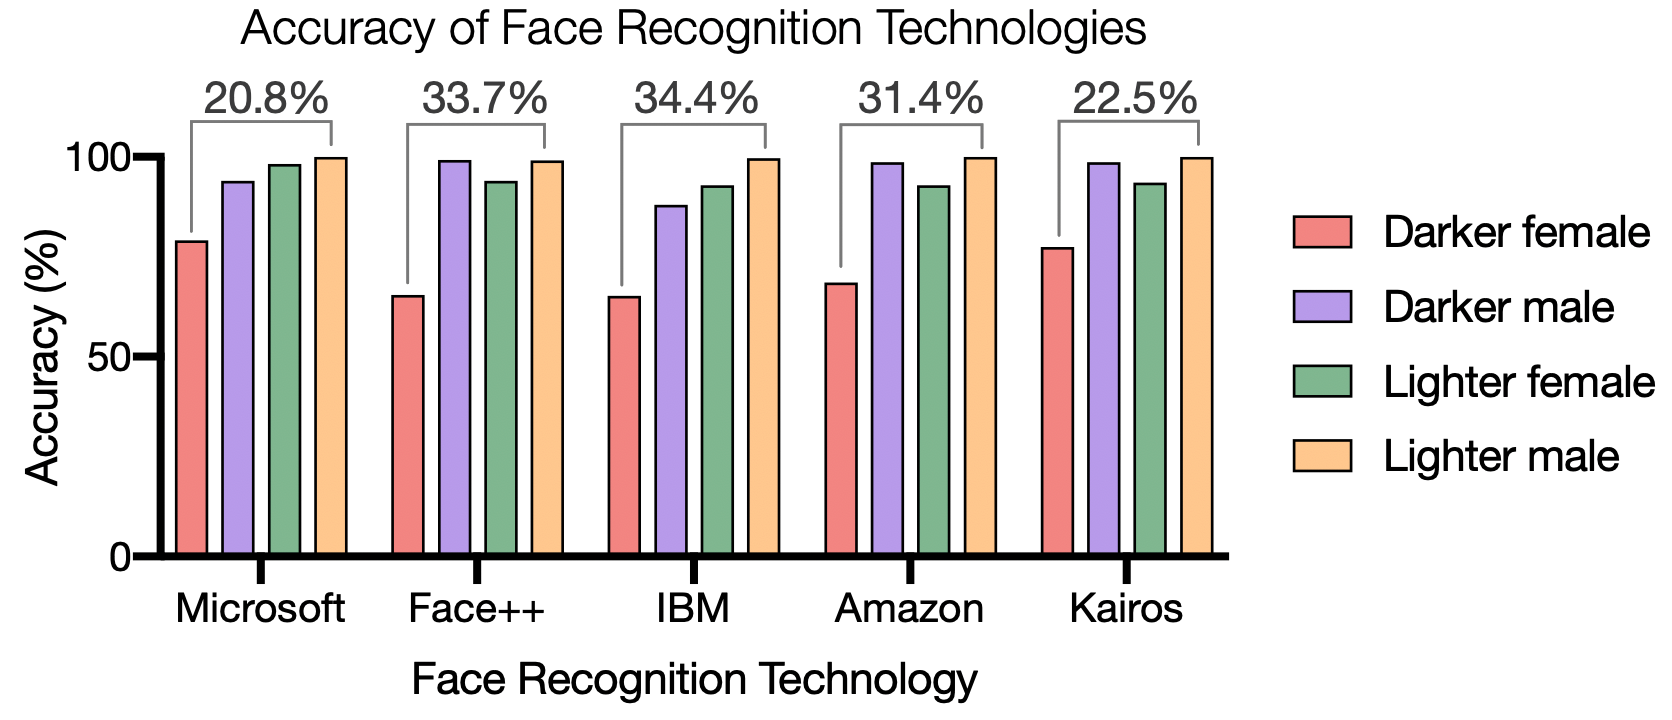 Accuracy of Face Recognition Technologies
20.8% 33.7% 34.4% 31.4% 22.5%
100
50
0
Accuracy (%)
Microsoft Face++ IBM Amazon Kairos
Face Recognition Technology
Darker female
Darker male
Lighter female
Lighter male